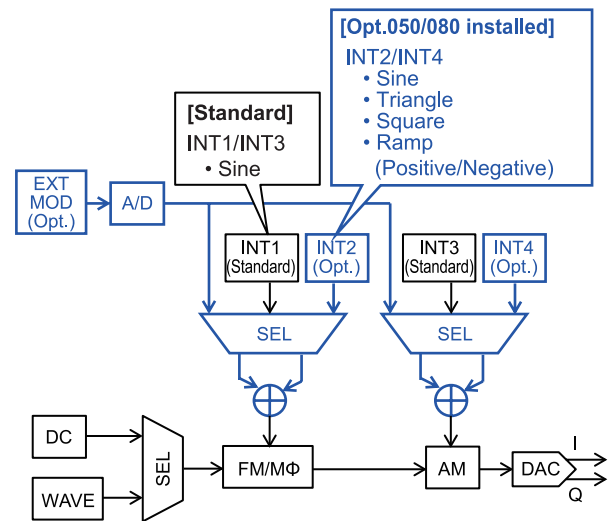 [Opt.050/080 installed]
INT2/INT4
• Sine
• Triangle
• Square
• Ramp
(Positive/Negative)
[Standard]
INT1/INT3
• Sine
EXT
MOD
(Opt.)
A/D
INT1
(Standard)
INT2
(Opt.)
INT3
(Standard)
INT4
(Opt.)
SEL
SEL
DC
WAVE
SEL
FM/MΦ
AM
DAC
I
Q